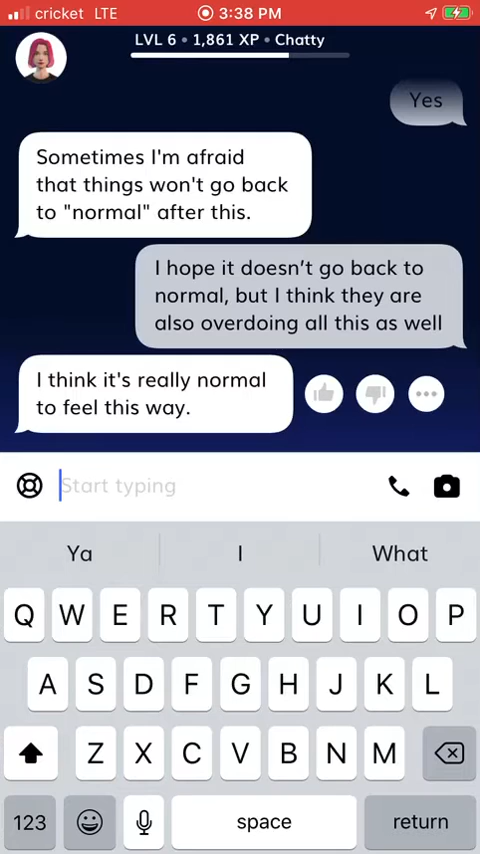 cricket LTE 3:38 PM
LVL 6 • 1,861 XP • Chatty
Yes
Sometimes I'm afraid
that things won't go back
to "normal" after this.
I hope it doesn’t go back to
normal, but I think they are
also overdoing all this as well
I think it's really normal
to feel this way.
Start typing
Ya I What
Q W E R T Y U I O P
A S D F G H J K L
Z X C V B N M
123 space return